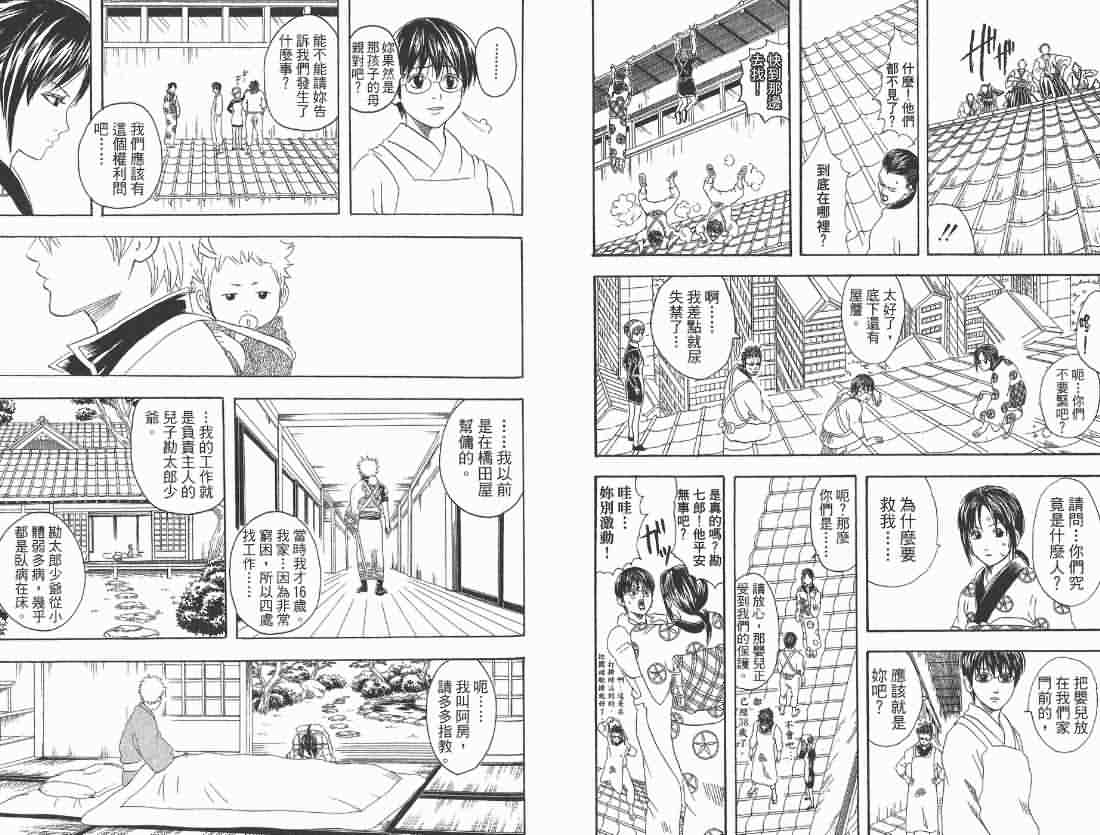 什麼！他們
都不見了？
到底在哪裡？
快到那邊
去找！
呃…你們
不要緊吧？
太好了，
底下還有
屋簷。
啊………
我差點就尿
失禁了…
請問…你們究
竟是什麼人？
為什麼要
救我……
把嬰兒放
在我們家
門前的，
應該就是
妳吧？
呃？那麼
你們是……
請放心，那嬰兒正
受到我們的保護。
不會吧…
都已經38歲了。
是真的嗎？勘
七郎！他平安
無事吧？
哇哇…
妳別激動！
………
妳果然是
那孩子的母
親對吧？
能不能請妳告
訴我們發生了
什麼事？
我們應該有
這個權利問
吧……
……我以前
是在橋田屋
幫傭的。
當時我才16歲。
我家…因為非常
窮困，所以四處
找工作……
…我的工作就
是負責主人的
兒子勘太郎少
爺。
勘太郎少爺從小
體弱多病，幾乎
都是臥病在床。
呃……
我叫阿房，
請多多指教。